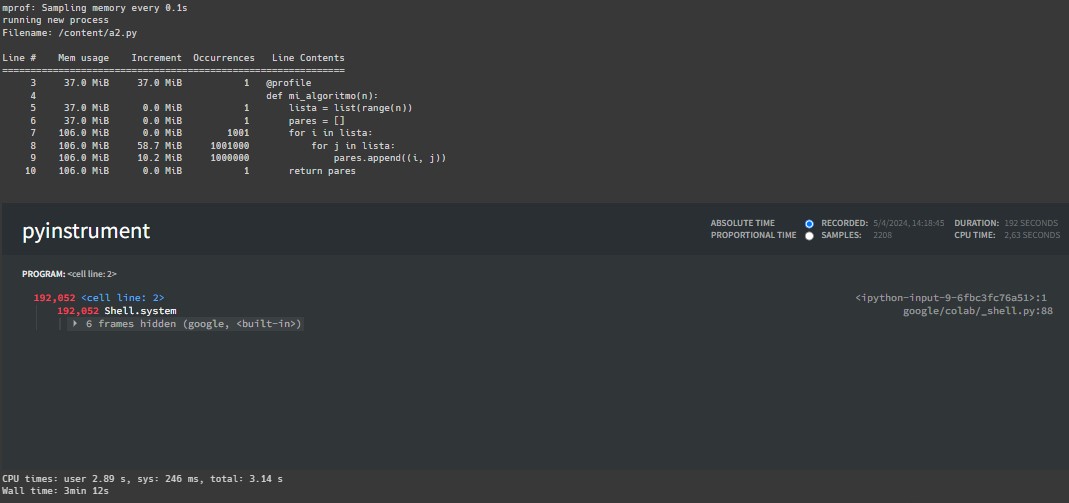 mprof: Sampling memory every 0.1s
running new process
Filename: /content/a2.py
Line #    Mem usage    Increment  Occurrences   Line Contents
=============================================================
     3     37.0 MiB     37.0 MiB           1   @profile
     4                                         def mi_algoritmo(n):
     5     37.0 MiB      0.0 MiB           1       lista = list(range(n))
     6     37.0 MiB      0.0 MiB           1       pares = []
     7    106.0 MiB      0.0 MiB        1001       for i in lista:
     8    106.0 MiB     58.7 MiB     1001000           for j in lista:
     9    106.0 MiB     10.2 MiB     1000000               pares.append((i, j))
    10    106.0 MiB      0.0 MiB           1       return pares
pyinstrument
ABSOLUTE TIME RECORDED: 5/4/2024, 14:18:45 DURATION: 192 SECONDS
PROPORTIONAL TIME SAMPLES: 2208 CPU TIME: 2,63 SECONDS
PROGRAM: <cell line: 2>
192,052 <cell line: 2> <ipython-input-9-6fbc3fc76a51>:1
192,052 Shell.system google/colab/_shell.py:88
6 frames hidden (google, <built-in>)
CPU times: user 2.89 s, sys: 246 ms, total: 3.14 s
Wall time: 3min 12s